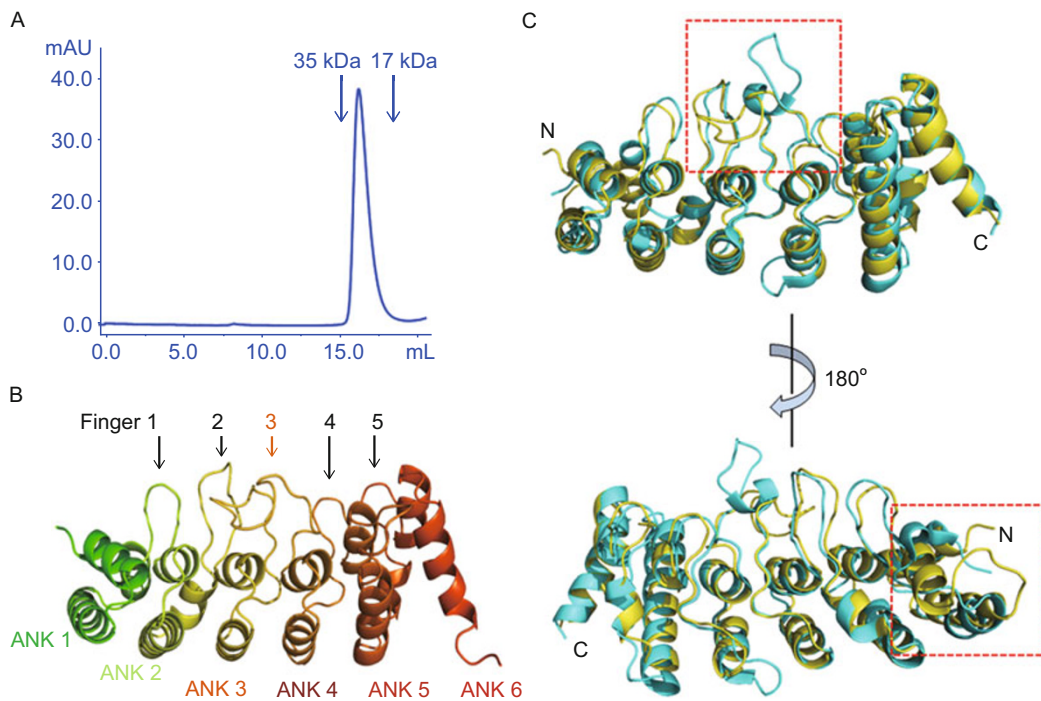 A
mAU
35 kDa 17 kDa
40.0
30.0
20.0
10.0
0.0
0.0 5.0 10.0 15.0 mL
B
Finger 1 2 3 4 5
ANK 1
ANK 2
ANK 3 ANK 4 ANK 5 ANK 6
C
N
C
180°
N
C